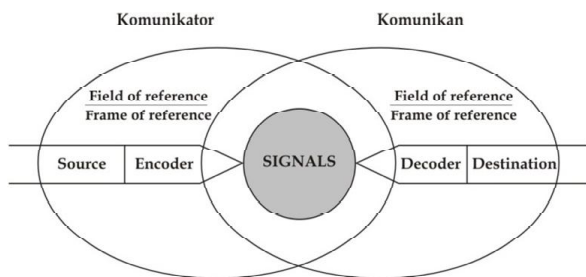 Komunikator
Komunikan
Field of reference
Frame of reference
Field of reference
Frame of reference
Source
Encoder
SIGNALS
Decoder
Destination